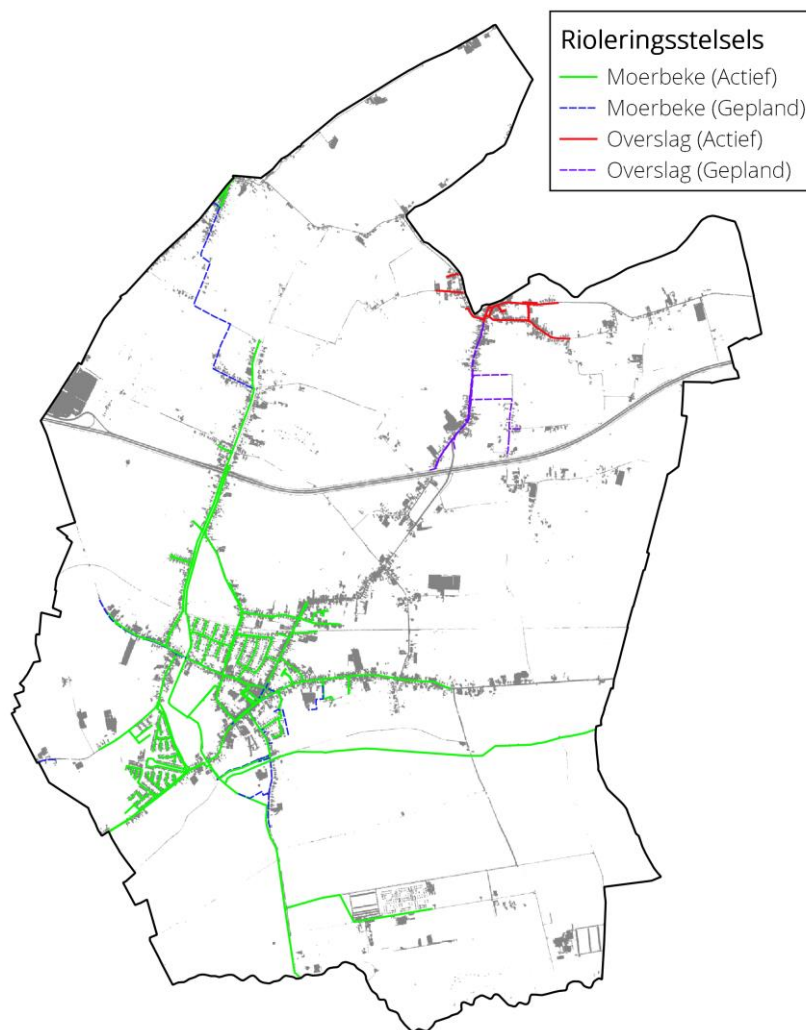 Rioleringsstelsels
Moerbeke (Actief)
Moerbeke (Gepland)
Overslag (Actief)
Overslag (Gepland)